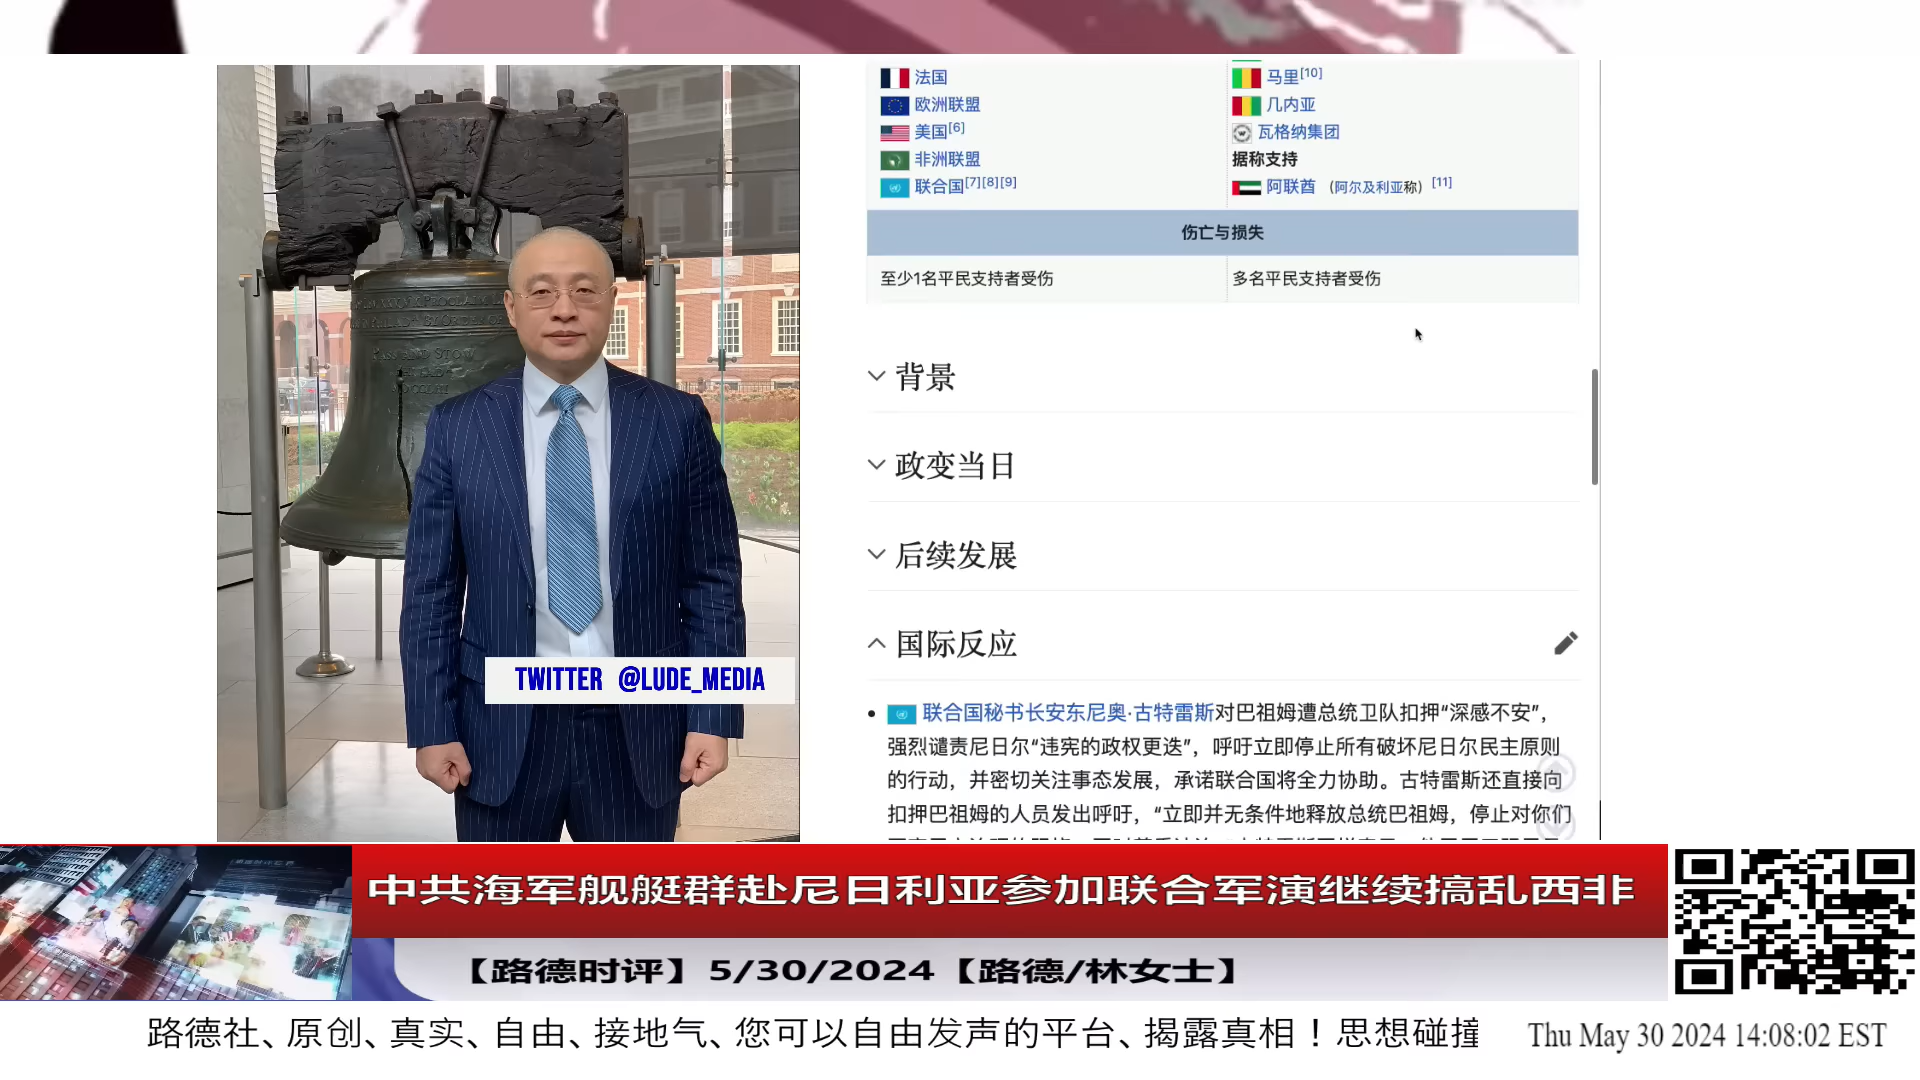 法国
欧洲联盟
美国[6]
非洲联盟
联合国[7][8][9]
马里[10]
几内亚
瓦格纳集团
据称支持
阿联酋 （阿尔及利亚称） [11]
伤亡与损失
至少1名平民支持者受伤
多名平民支持者受伤
背景
政变当日
后续发展
国际反应
联合国秘书长安东尼奥·古特雷斯对巴祖姆遭总统卫队扣押“深感不安”，
强烈谴责尼日尔“违宪的政权更迭”，呼吁立即停止所有破坏尼日尔民主原则
的行动，并密切关注事态发展，承诺联合国将全力协助。古特雷斯还直接向
扣押巴祖姆的人员发出呼吁，“立即并无条件地释放总统巴祖姆，停止对你们
PASS AND STOW
TWITTER @LUDE_MEDIA
中共海军舰艇群赴尼日利亚参加联合军演继续搞乱西非
【路德时评】5/30/2024【路德/林女士】
路德社、原创、真实、自由、接地气、您可以自由发声的平台、揭露真相！思想碰撞
Thu May 30 2024 14:08:02 EST